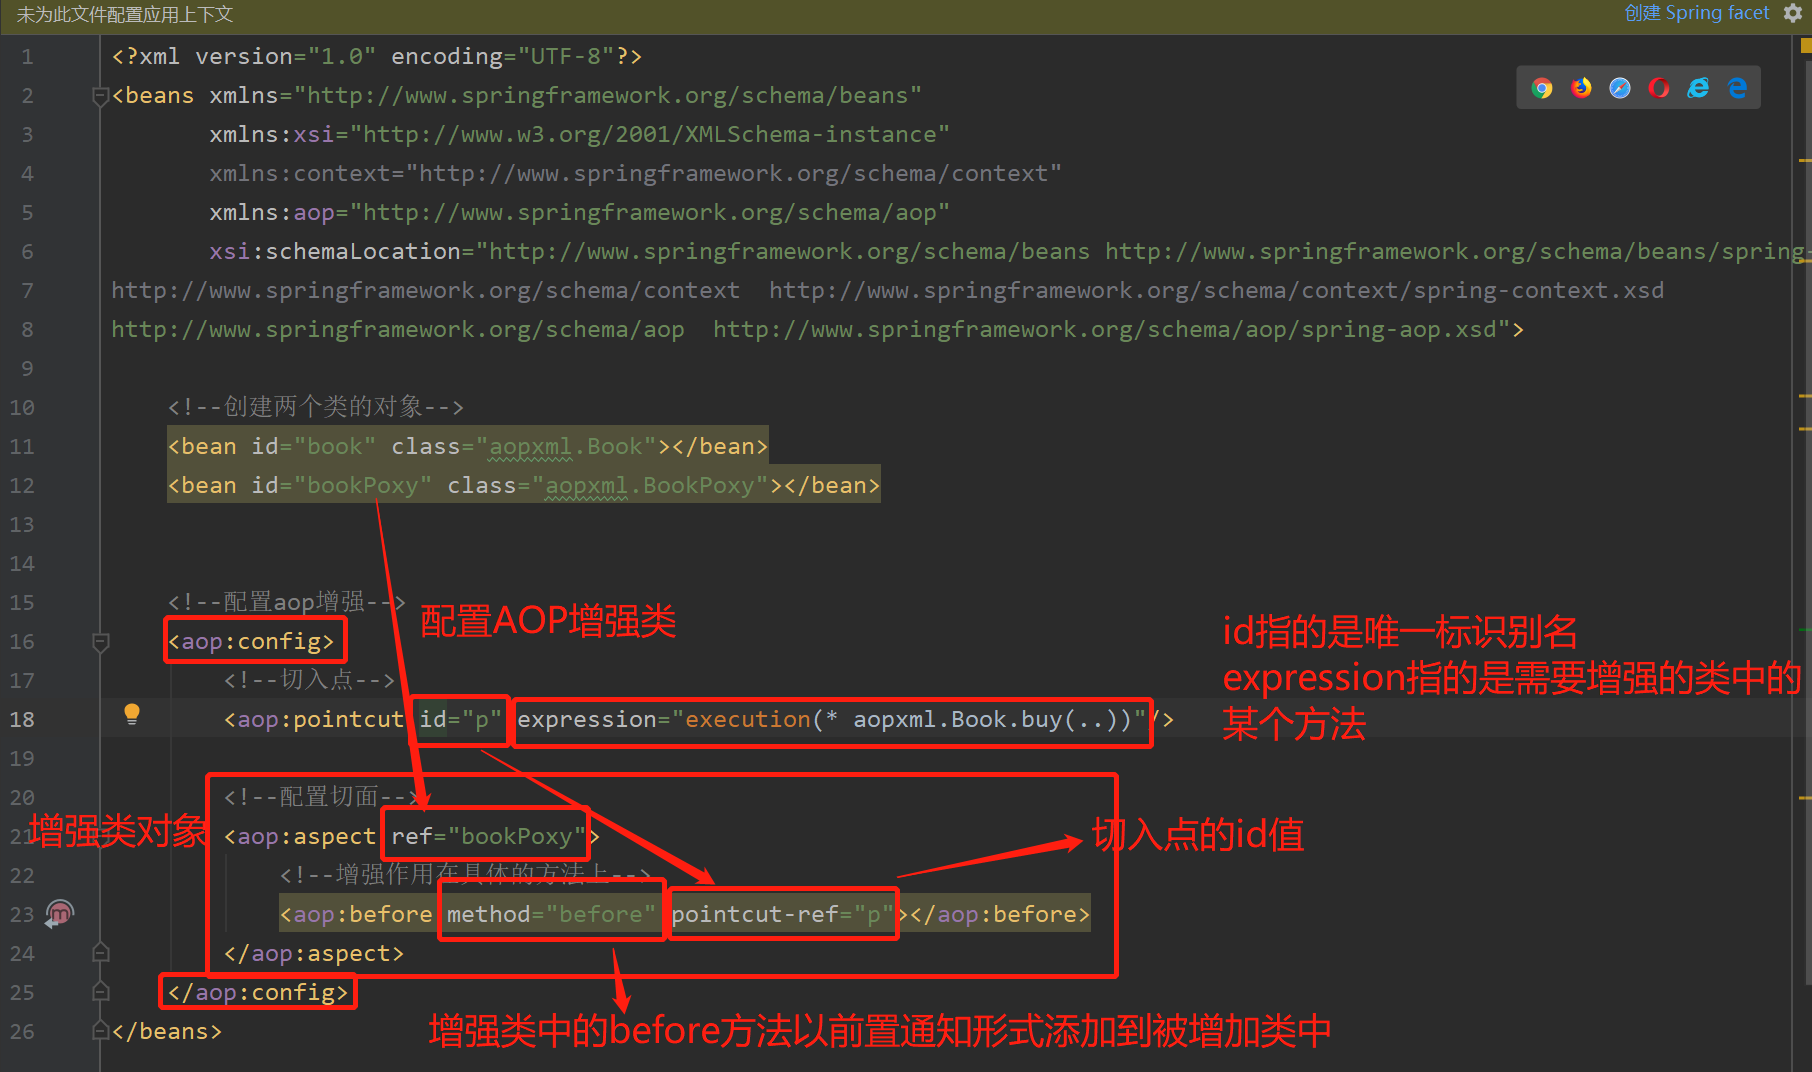 未为此文件配置应用上下文
创建 Spring facet
1 <?xml version="1.0" encoding="UTF-8"?>
2 <beans xmlns="http://www.springframework.org/schema/beans"
3 xmlns:xsi="http://www.w3.org/2001/XMLSchema-instance"
4 xmlns:context="http://www.springframework.org/schema/context"
5 xmlns:aop="http://www.springframework.org/schema/aop"
6 xsi:schemaLocation="http://www.springframework.org/schema/beans http://www.springframework.org/schema/beans/spring-
7 http://www.springframework.org/schema/context  http://www.springframework.org/schema/context/spring-context.xsd
8 http://www.springframework.org/schema/aop  http://www.springframework.org/schema/aop/spring-aop.xsd">
9
10 <!--创建两个类的对象-->
11 <bean id="book" class="aopxml.Book"></bean>
12 <bean id="bookPoxy" class="aopxml.BookPoxy"></bean>
13
14
15 <!--配置aop增强-->
配置AOP增强类
16 <aop:config>
id指的是唯一标识别名
expression指的是需要增强的类中的
某个方法
17 <!--切入点-->
18 <aop:pointcut id="p" expression="execution(* aopxml.Book.buy(..))"/>
19
20 <!--配置切面-->
增强类对象
21 <aop:aspect ref="bookPoxy">
切入点的id值
22 <!--增强作用在具体的方法上-->
23 <aop:before method="before" pointcut-ref="p"></aop:before>
24 </aop:aspect>
25 </aop:config>
26 </beans>
增强类中的before方法以前置通知形式添加到被增加类中